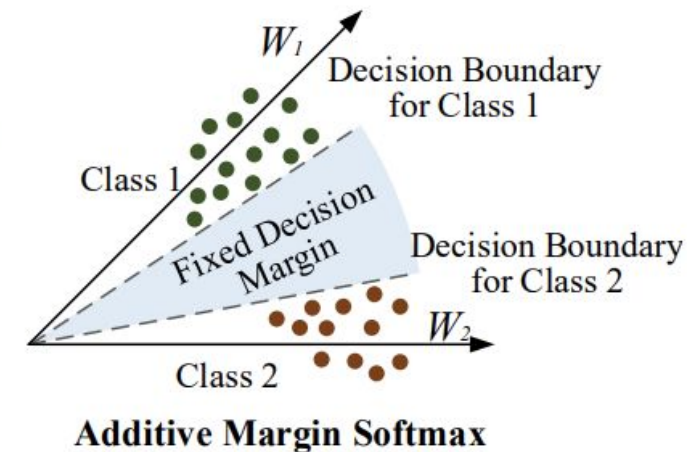 W1
Decision Boundary
for Class 1
Class 1
Fixed Decision
Margin
Decision Boundary
for Class 2
W2
Class 2
Additive Margin Softmax